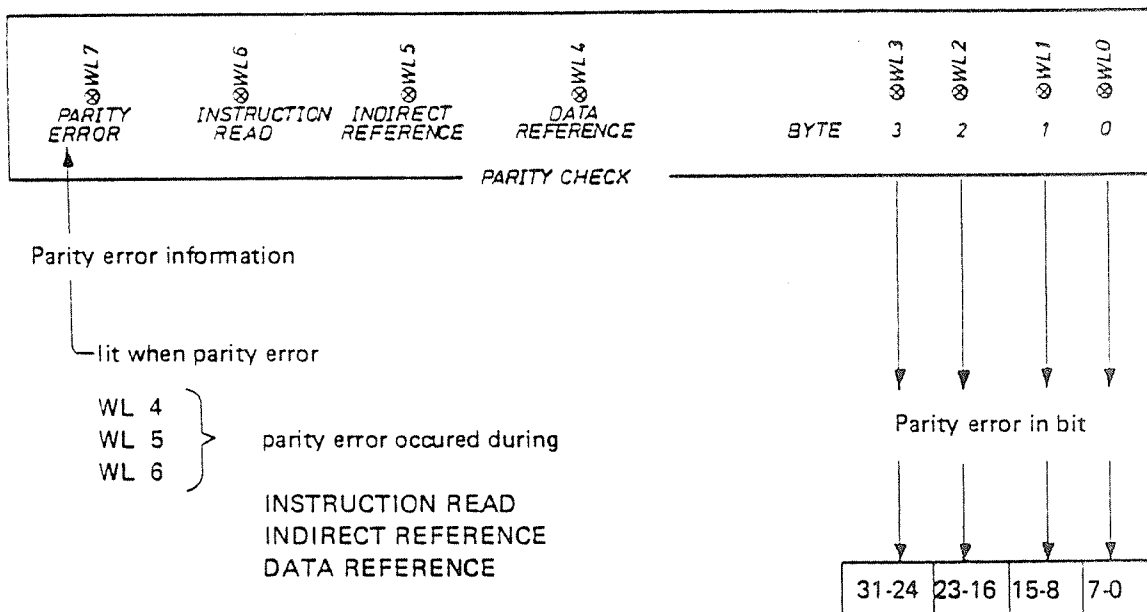 ⊗WL7 ⊗WL6 ⊗WL5 ⊗WL4 ⊗WL3 ⊗WL2 ⊗WL1 ⊗WL0
PARITY INSTRUCTION INDIRECT DATA
ERROR READ REFERENCE REFERENCE BYTE 3 2 1 0
PARITY CHECK
Parity error information
lit when parity error
WL 4
WL 5
WL 6
parity error occured during
INSTRUCTION READ
INDIRECT REFERENCE
DATA REFERENCE
Parity error in bit
31-24 23-16 15-8 7-0